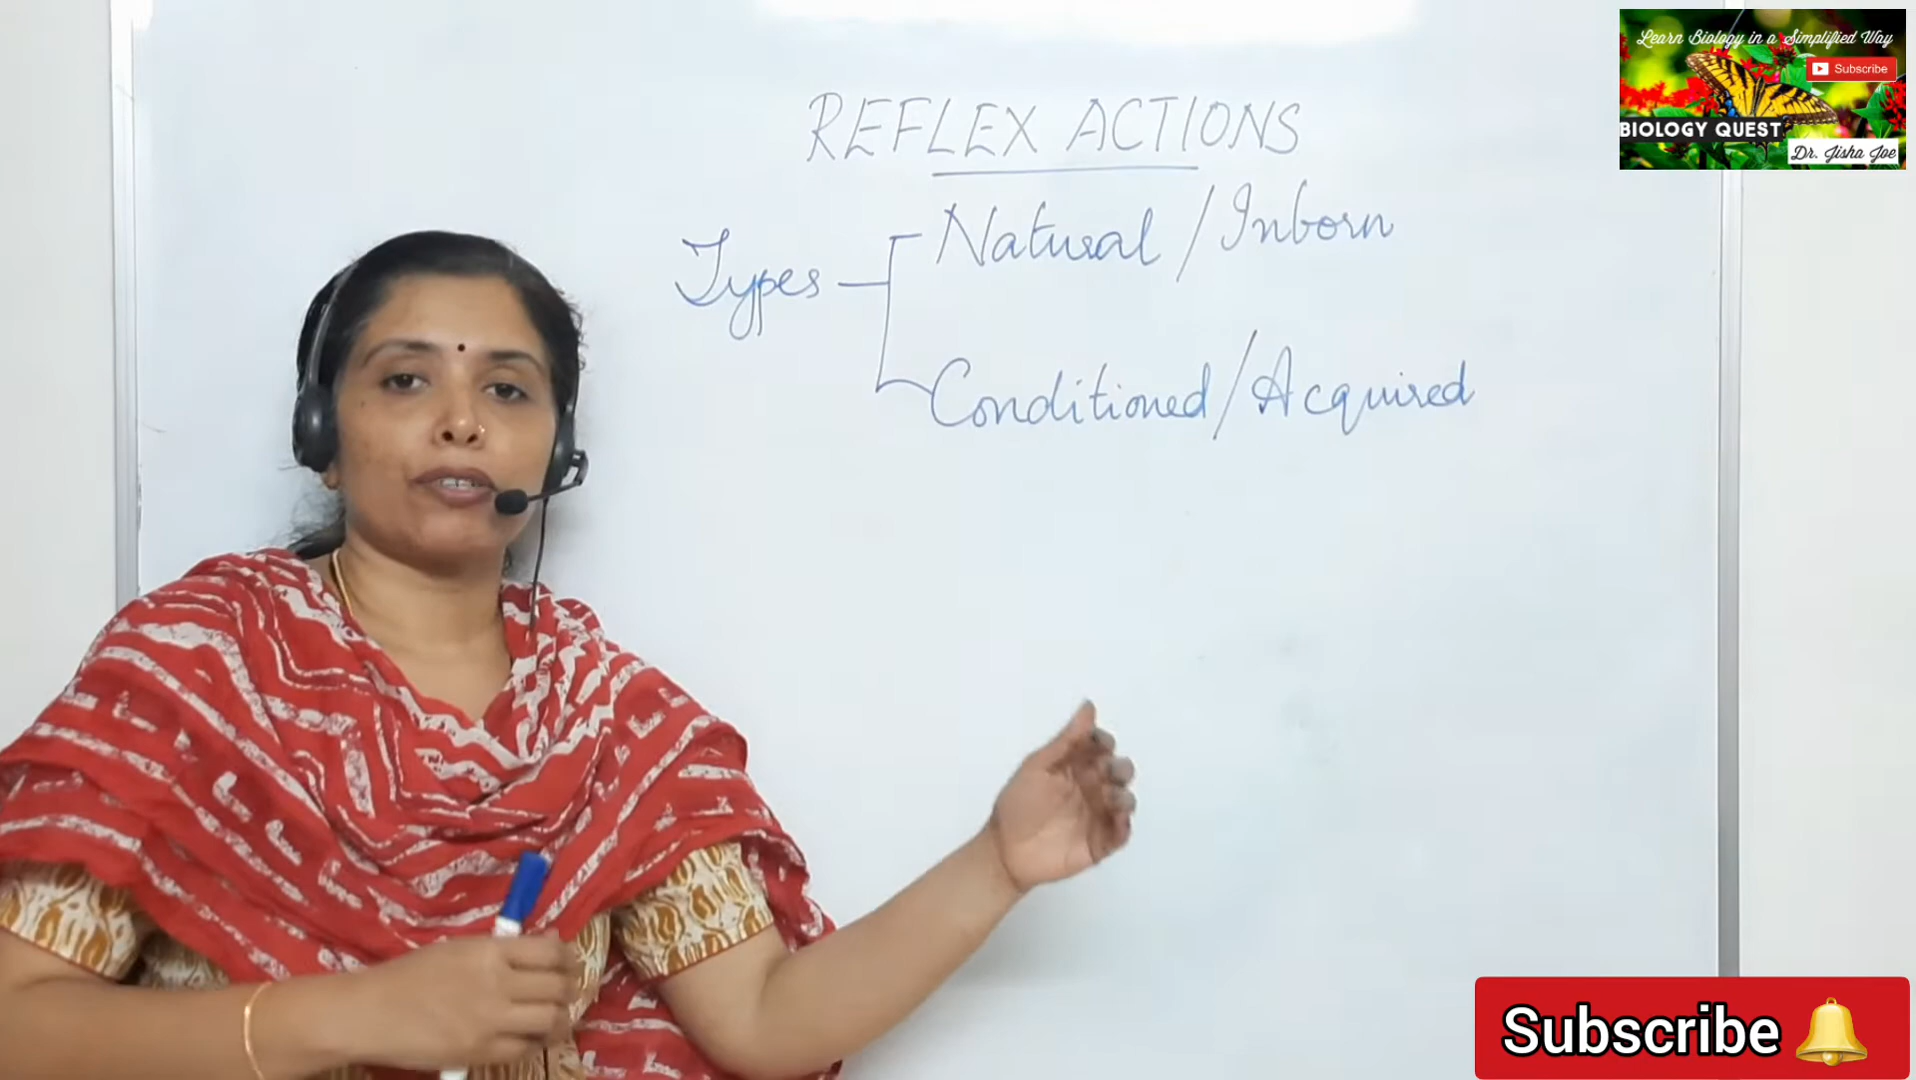 Learn Biology in a Simplified Way
Subscribe
BIOLOGY QUEST
Dr. Jisha Joe
REFLEX ACTIONS
Types
Natural / Inborn
Conditioned / Acquired
Subscribe